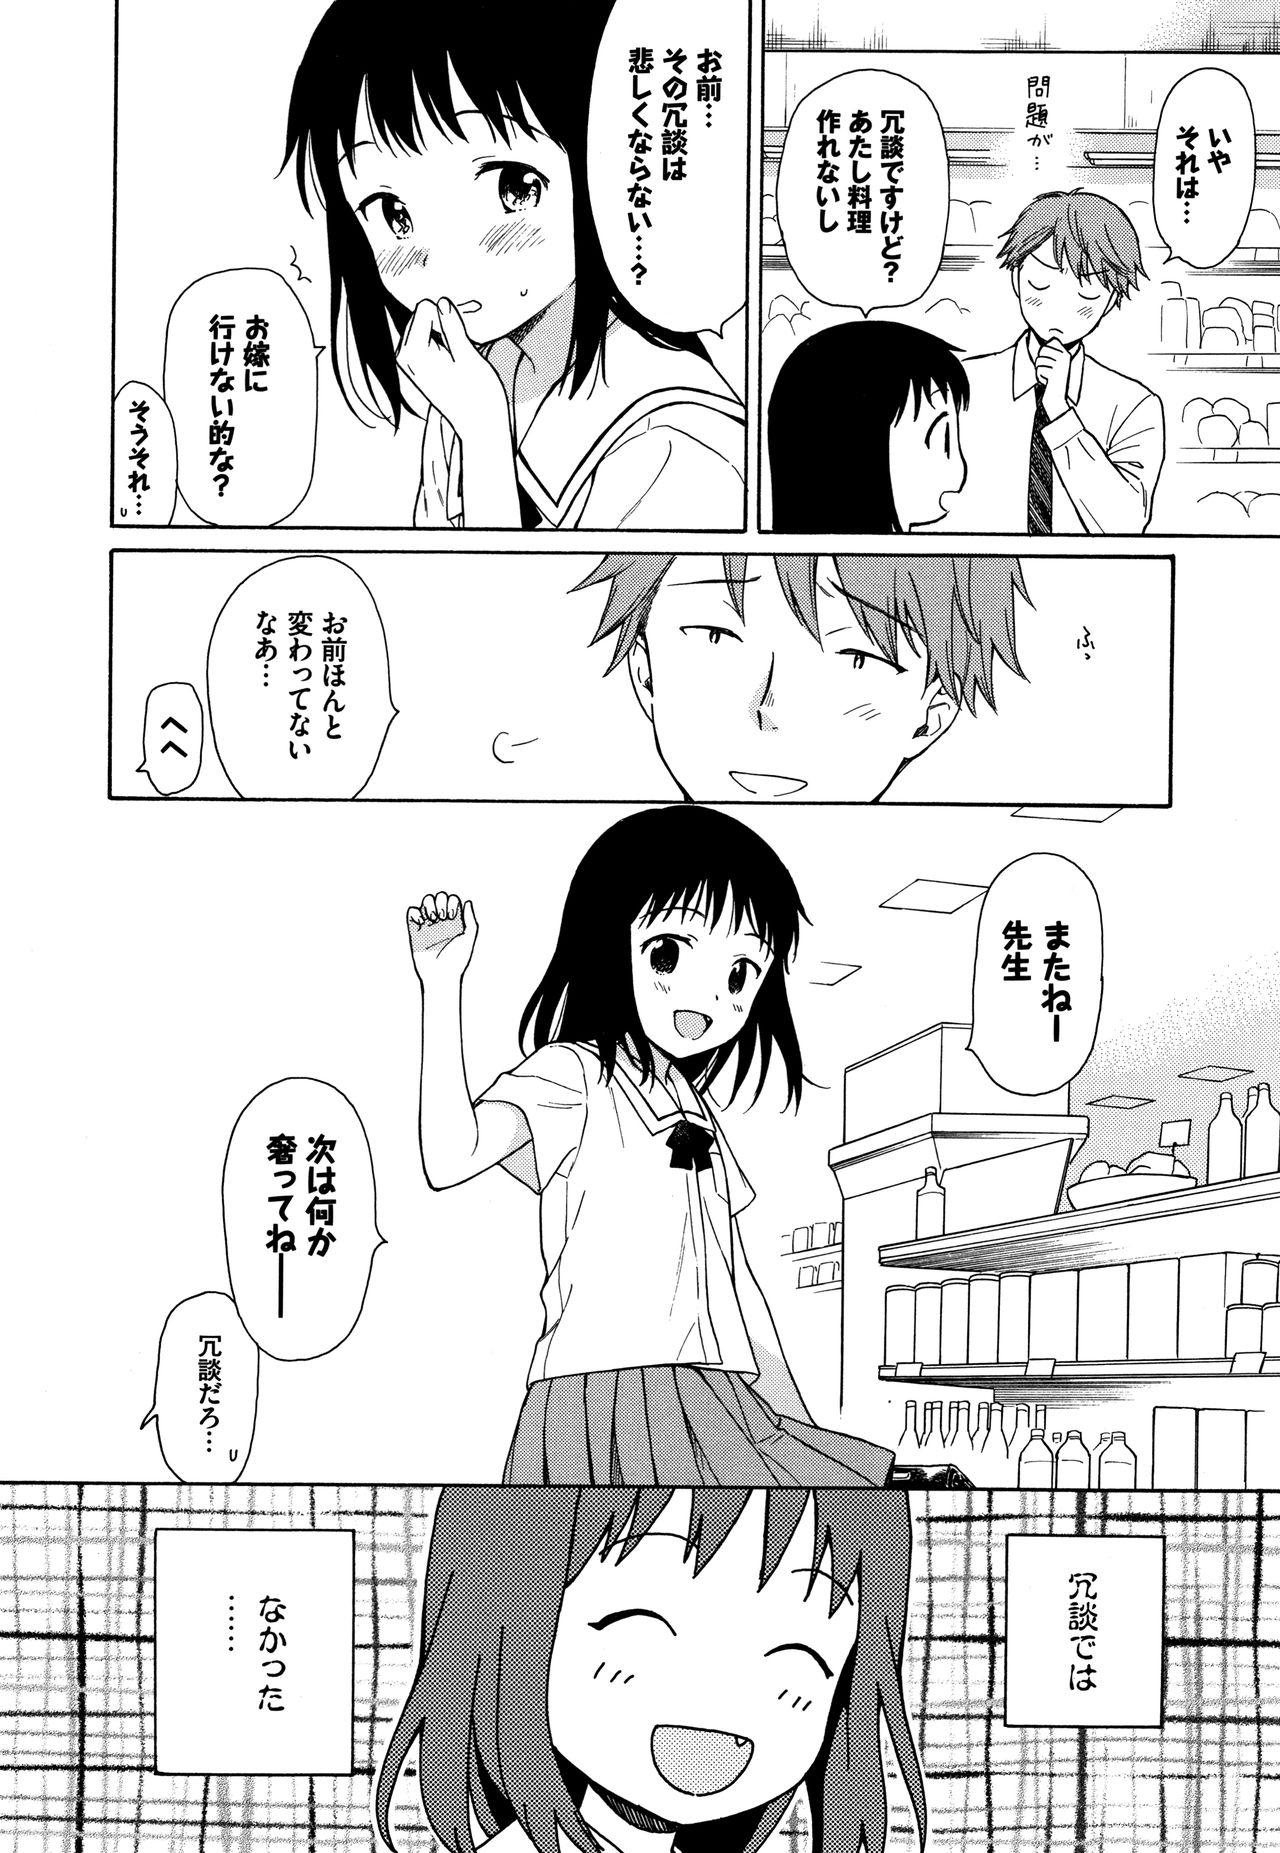 いや
それは…
問題が…
冗談ですけど？
あたし料理
作れないし
お前…
その冗談は
悲しくならない…？
お嫁に
行けない的な？
そうそれ…
ふっ
お前ほんと
変わってない
なあ…
へへ
またねー
先生
次は何か
奢ってねー
冗談だろ…
冗談では
なかった
……